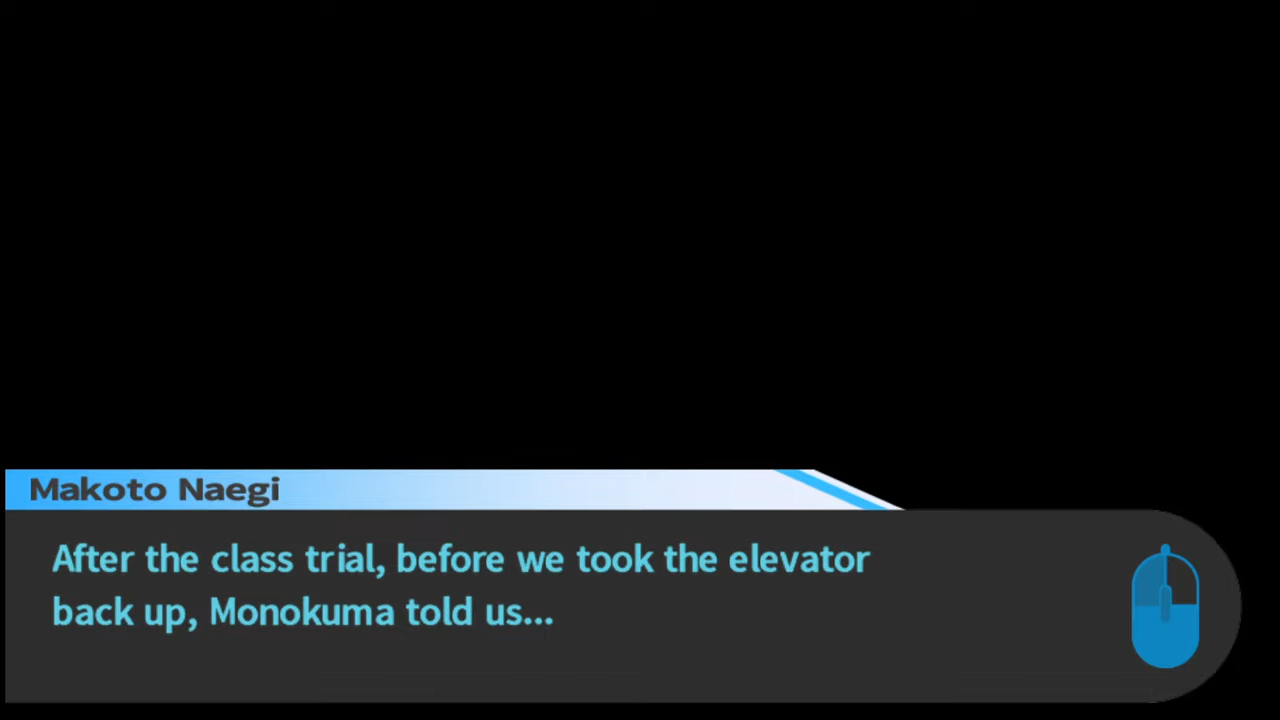 Makoto Naegi
After the class trial, before we took the elevator
back up, Monokuma told us...